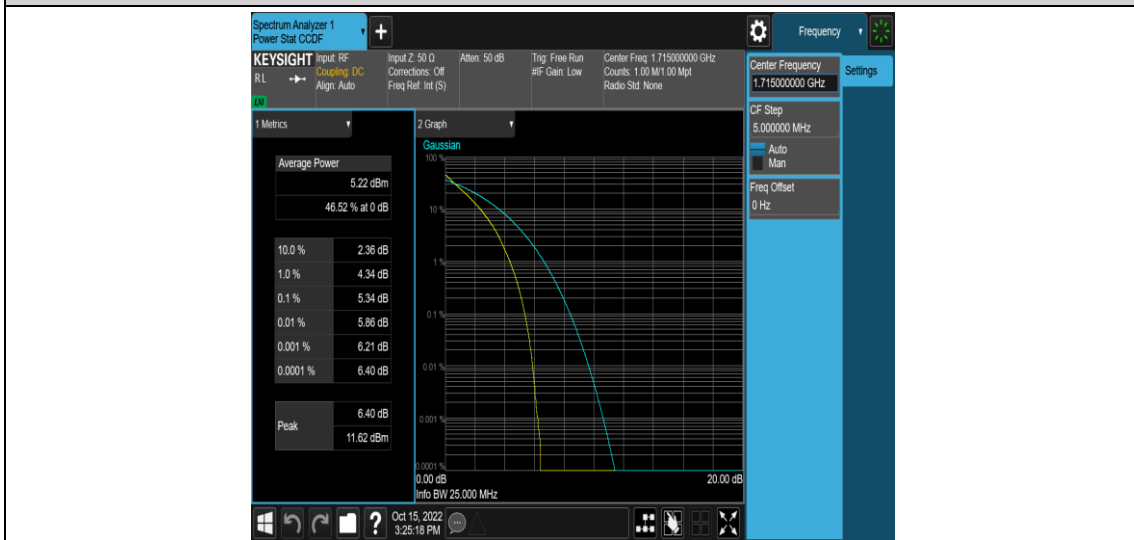 Spectrum Analyzer 1
Power Stat CCDF
+
Frequency
KEYSIGHT
RL
LXI
Input: RF
Coupling: DC
Align: Auto
Input Z: 50 Ω
Corrections: Off
Freq Ref: Int (S)
Atten: 50 dB
Trig: Free Run
#IF Gain: Low
Center Freq: 1.715000000 GHz
Counts: 1.00 M/1.00 Mpt
Radio Std: None
Center Frequency
1.715000000 GHz
Settings
CF Step
5.000000 MHz
Auto
Man
Freq Offset
0 Hz
1 Metrics
Average Power
5.22 dBm
46.52 % at 0 dB
10.0 % 2.36 dB
1.0 % 4.34 dB
0.1 % 5.34 dB
0.01 % 5.86 dB
0.001 % 6.21 dB
0.0001 % 6.40 dB
Peak
6.40 dB
11.62 dBm
2 Graph
Gaussian
100 %
10 %
1 %
0.1 %
0.01 %
0.001 %
0.0001 %
0.00 dB 20.00 dB
Info BW 25.000 MHz
?
Oct 15, 2022
3:25:18 PM